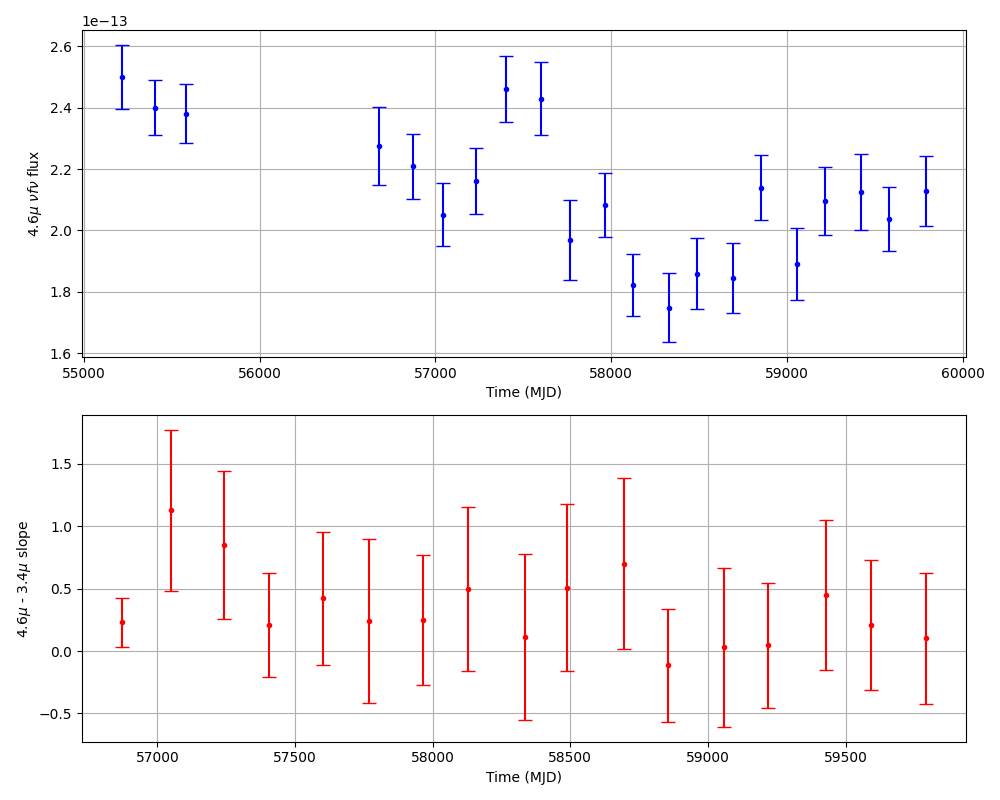 1e−13
2.6
2.4
2.2
2.0
1.8
1.6
4.6μ νfν flux
55000 56000 57000 58000 59000 60000
Time (MJD)
1.5
1.0
0.5
0.0
−0.5
4.6μ - 3.4μ slope
57000 57500 58000 58500 59000 59500
Time (MJD)